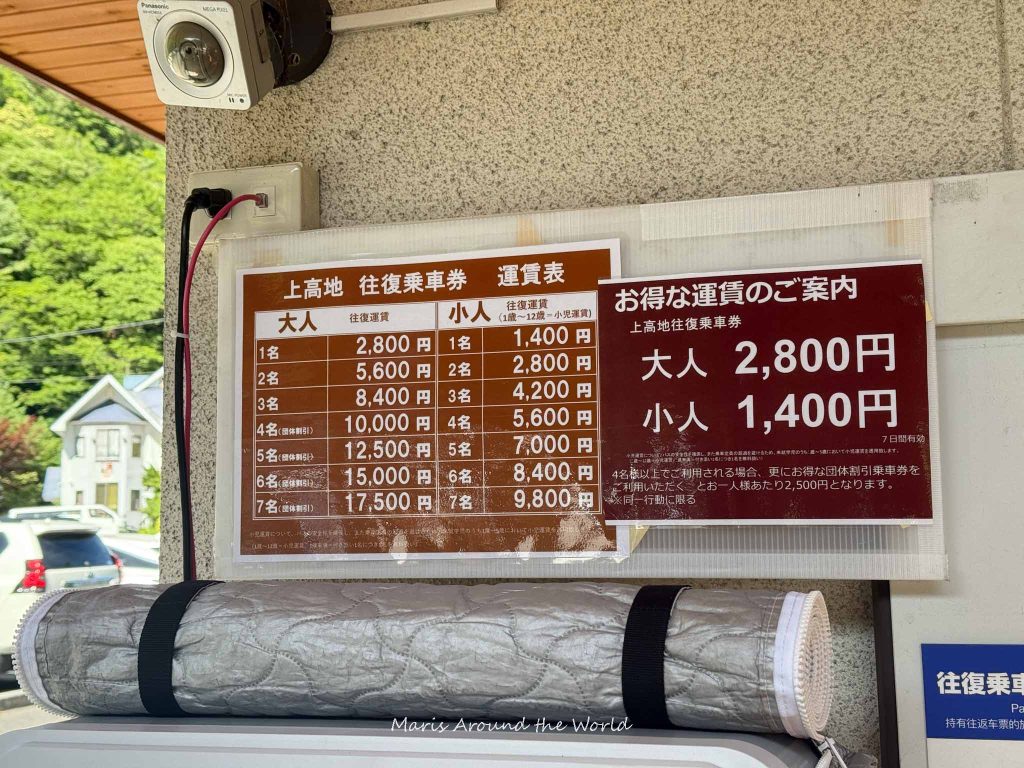 Panasonic
MEGA PIXEL
上高地 往復乗車券 運賃表
大人 往復運賃 小人 往復運賃
(1歳～12歳＝小児運賃)
1名 2,800 円 1名 1,400 円
2名 5,600 円 2名 2,800 円
3名 8,400 円 3名 4,200 円
4名(団体割引) 10,000 円 4名 5,600 円
5名(団体割引) 12,500 円 5名 7,000 円
6名(団体割引) 15,000 円 6名 8,400 円
7名(団体割引) 17,500 円 7名 9,800 円
お得な運賃のご案内
上高地往復乗車券
大人 2,800円
小人 1,400円
7日間有効
4名様以上でご利用される場合、更にお得な団体割引乗車券を
ご利用いただくとお一人様あたり2,500円となります。
※同一行動に限る
往復乗車
Pa
持有往返车票的
Maris Around the World